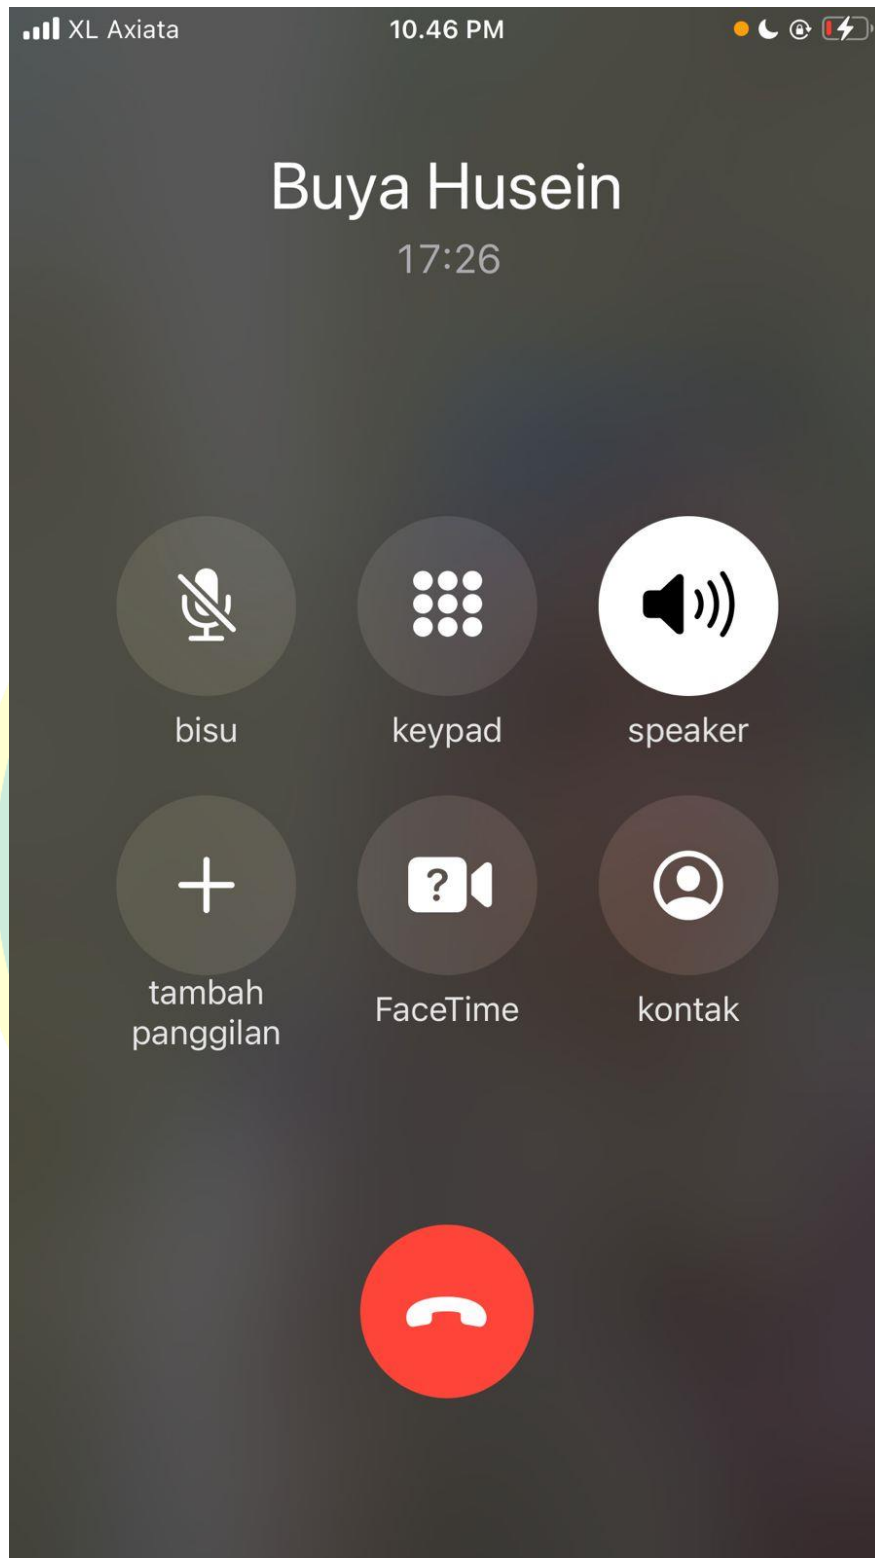 XL Axiata 10.46 PM
Buya Husein
17:26
bisu keypad speaker
tambah panggilan FaceTime kontak